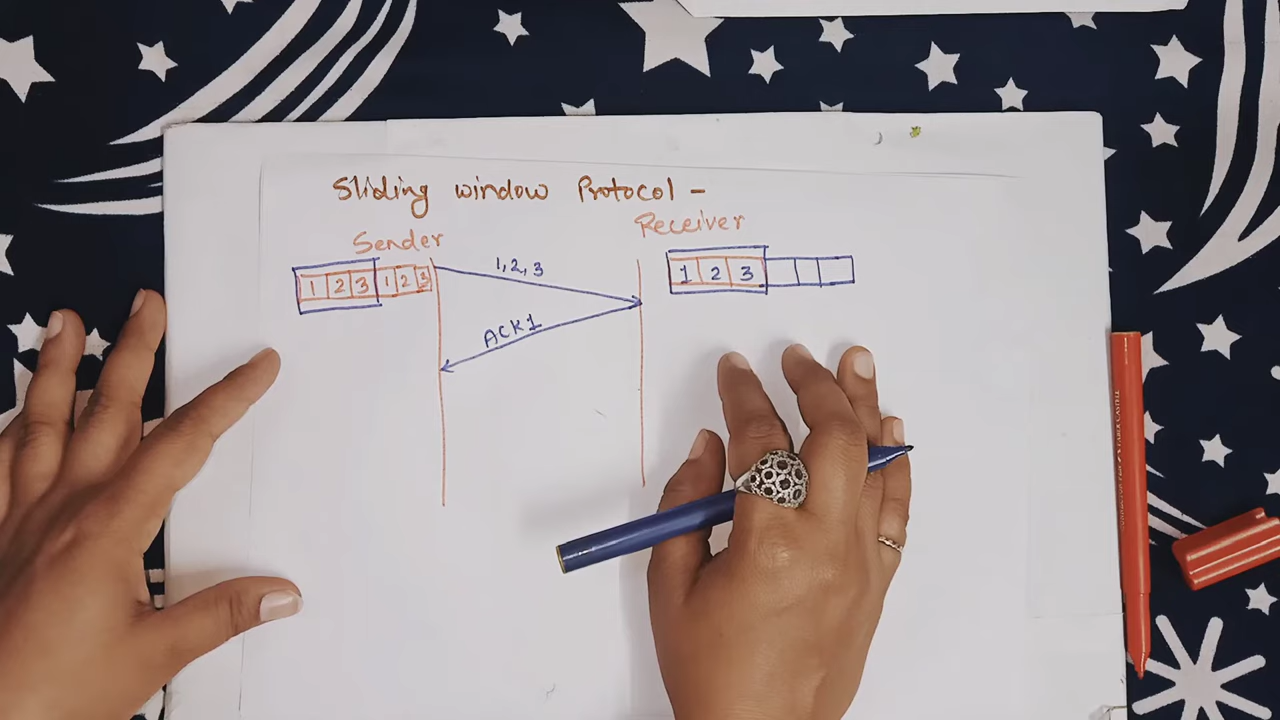 Sliding window Protocol -
Sender
Receiver
1 2 3 1 2 3
1, 2, 3
1 2 3
ACK1